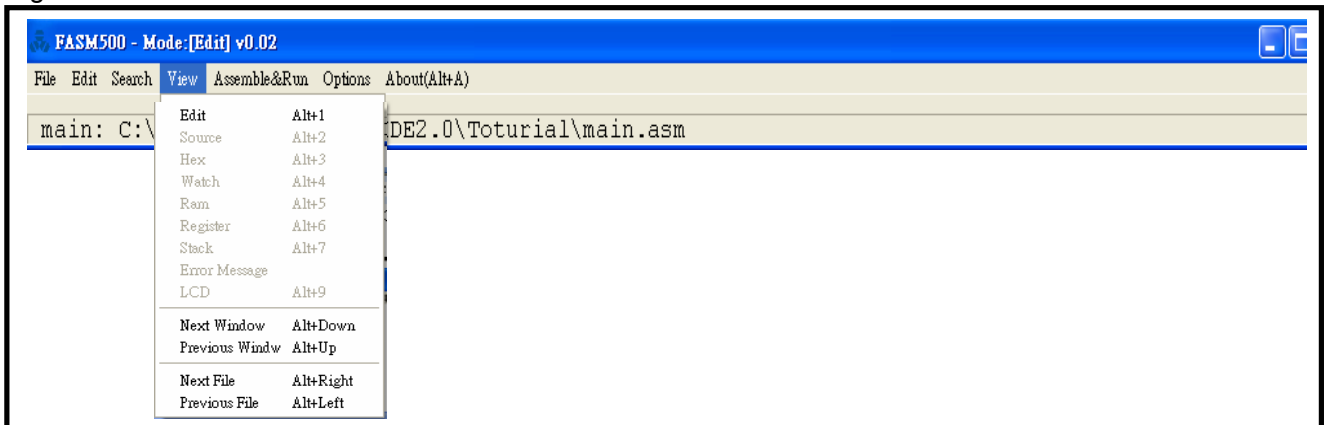 FASM500 - Mode:[Edit] v0.02
File Edit Search View Assemble&Run Options About(Alt+A)
main: C:\ DE2.0\Toturial\main.asm
Edit Alt+1
Source Alt+2
Hex Alt+3
Watch Alt+4
Ram Alt+5
Register Alt+6
Stack Alt+7
Error Message
LCD Alt+9
Next Window Alt+Down
Previous Windw Alt+Up
Next File Alt+Right
Previous File Alt+Left